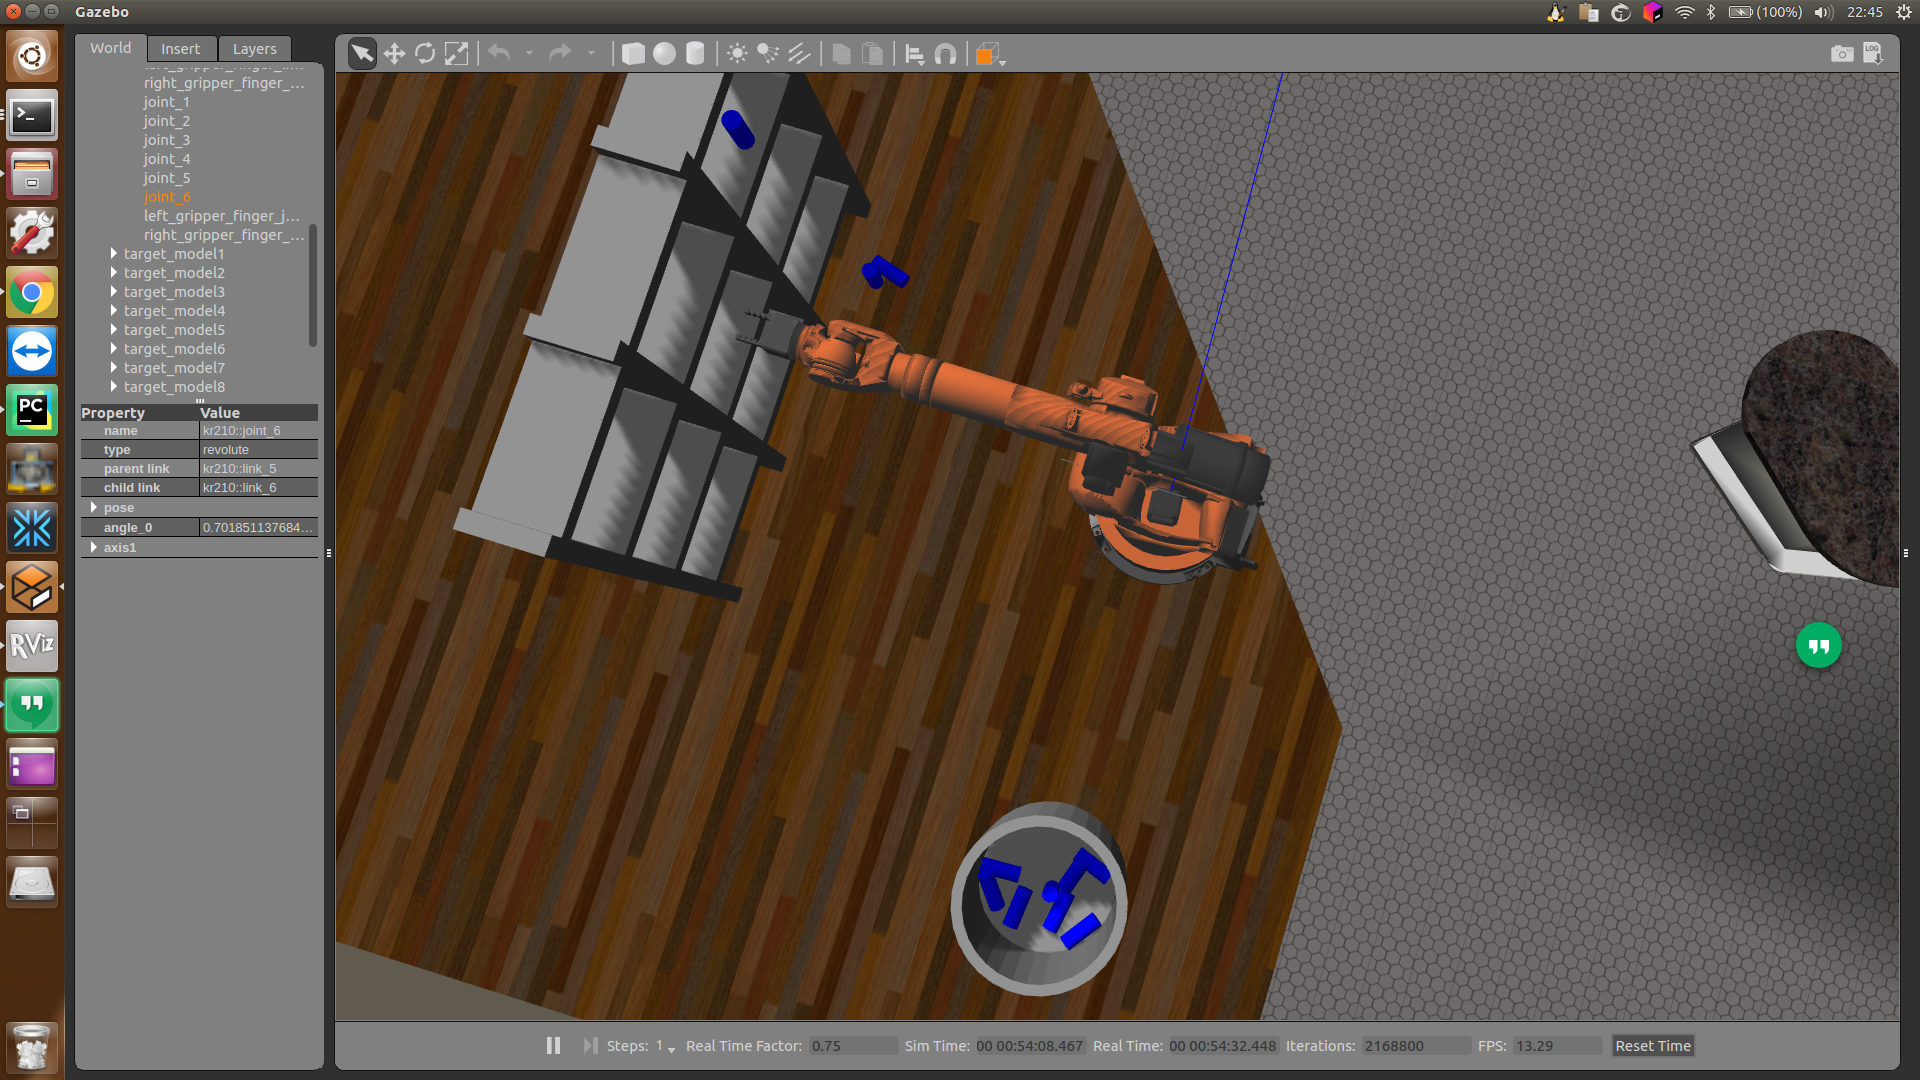 Gazebo
(100%)
22:45
World
Insert
Layers
right_gripper_finger_...
joint_1
joint_2
joint_3
joint_4
joint_5
joint_6
left_gripper_finger_j...
right_gripper_finger_...
target_model1
target_model2
target_model3
target_model4
target_model5
target_model6
target_model7
target_model8
Property Value
name kr210::joint_6
type revolute
parent link kr210::link_5
child link kr210::link_6
pose
angle_0 0.701851137684...
axis1
LOG
PC
RViz
Steps: 1 Real Time Factor: 0.75 Sim Time: 00 00:54:08.467 Real Time: 00 00:54:32.448 Iterations: 2168800 FPS: 13.29 Reset Time